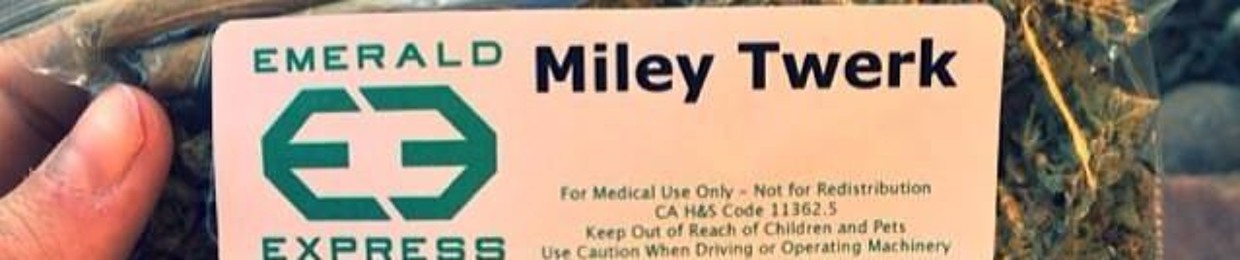 EMERALD
EXPRESS
Miley Twerk
For Medical Use Only - Not for Redistribution
CA H&S Code 11362.5
Keep Out of Reach of Children and Pets
Use Caution When Driving or Operating Machinery